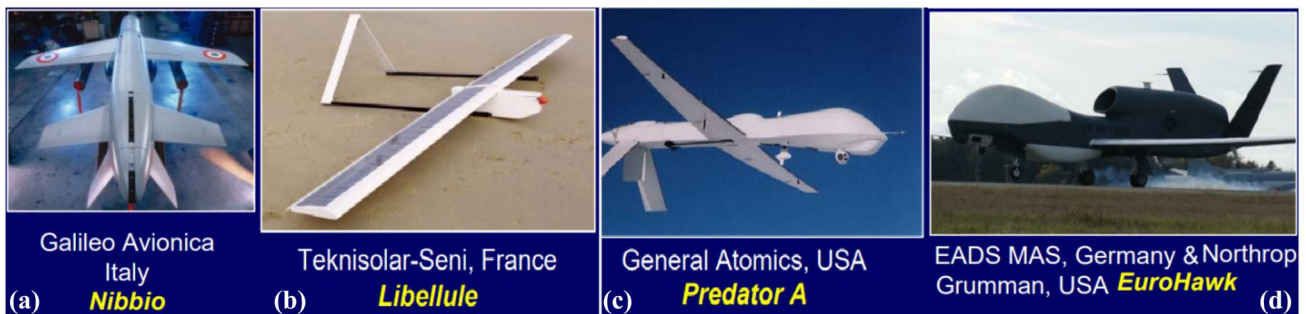 Galileo Avionica
Italy
(a) Nibbio
Teknisolar-Seni, France
(b) Libellule
General Atomics, USA
(c) Predator A
EADS MAS, Germany & Northrop
Grumman, USA EuroHawk (d)